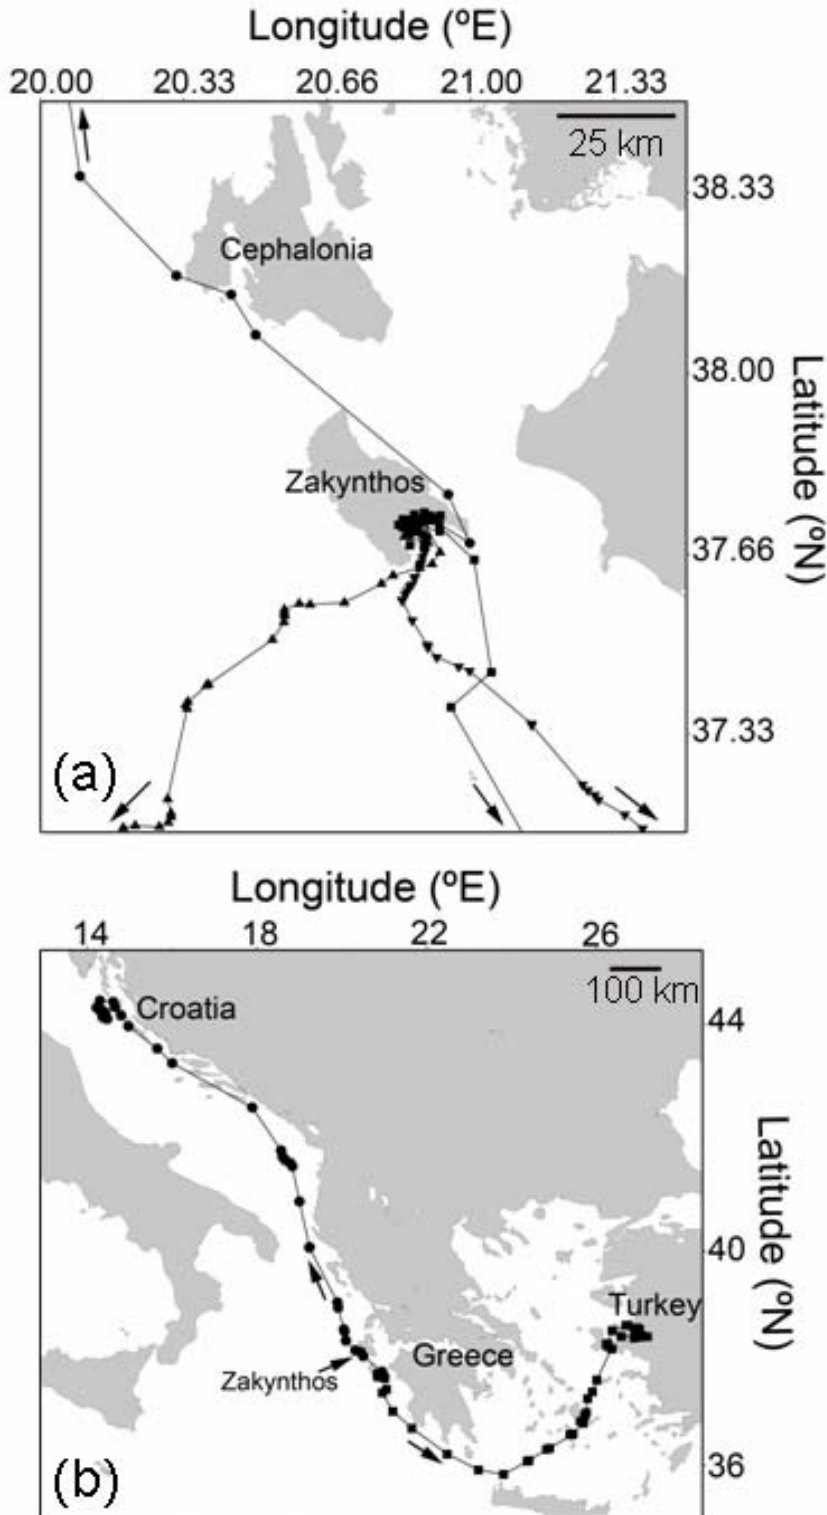 Longitude (ºE)
20.00 20.33 20.66 21.00 21.33
25 km
38.33
Cephalonia
38.00
Latitude (ºN)
Zakynthos
37.66
37.33
(a)
Longitude (ºE)
14 18 22 26
100 km
Croatia
44
Latitude (ºN)
40
Turkey
Greece
Zakynthos
36
(b)